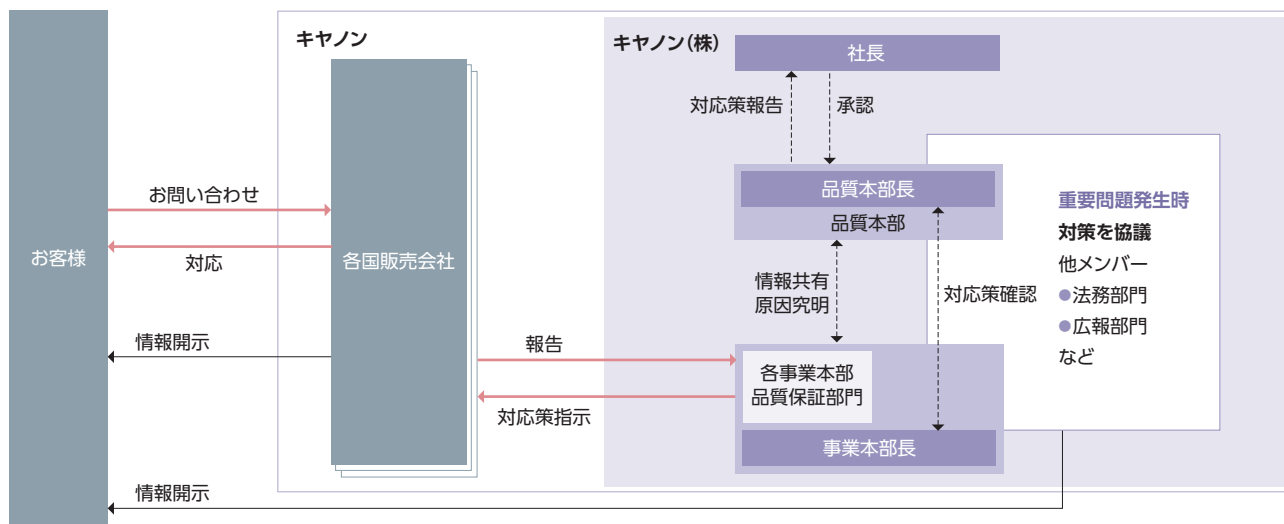 キヤノン
キヤノン(株)
社長
対応策報告
承認
品質本部長
品質本部
重要問題発生時
対策を協議
他メンバー
●法務部門
●広報部門
など
お問い合わせ
お客様
対応
各国販売会社
情報共有
原因究明
対応策確認
情報開示
報告
各事業本部
品質保証部門
対応策指示
事業本部長
情報開示